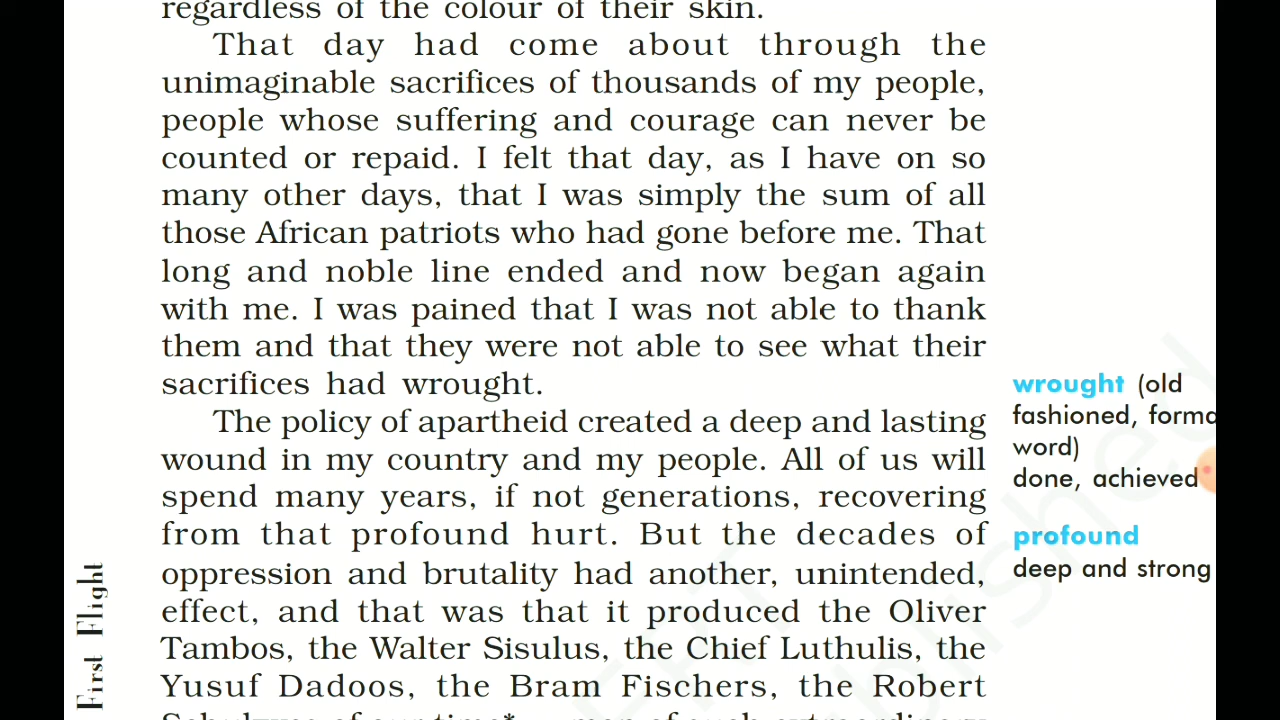 regardless of the colour of their skin.
That day had come about through the
unimaginable sacrifices of thousands of my people,
people whose suffering and courage can never be
counted or repaid. I felt that day, as I have on so
many other days, that I was simply the sum of all
those African patriots who had gone before me. That
long and noble line ended and now began again
with me. I was pained that I was not able to thank
them and that they were not able to see what their
sacrifices had wrought.
The policy of apartheid created a deep and lasting
wound in my country and my people. All of us will
spend many years, if not generations, recovering
from that profound hurt. But the decades of
oppression and brutality had another, unintended,
effect, and that was that it produced the Oliver
Tambos, the Walter Sisulus, the Chief Luthulis, the
Yusuf Dadoos, the Bram Fischers, the Robert
of our time* men of such extraordinary
wrought (old
fashioned, forma
word)
done, achieved
profound
deep and strong
First Flight